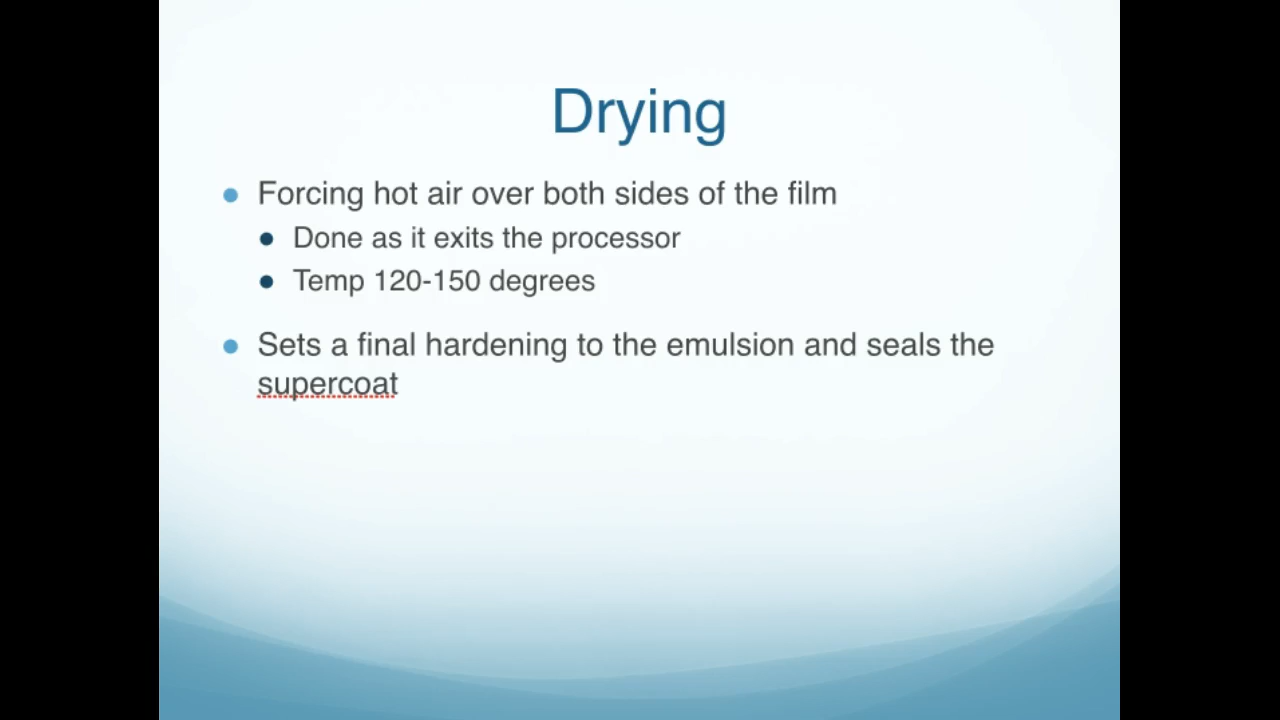 Drying
Forcing hot air over both sides of the film
Done as it exits the processor
Temp 120-150 degrees
Sets a final hardening to the emulsion and seals the
supercoat